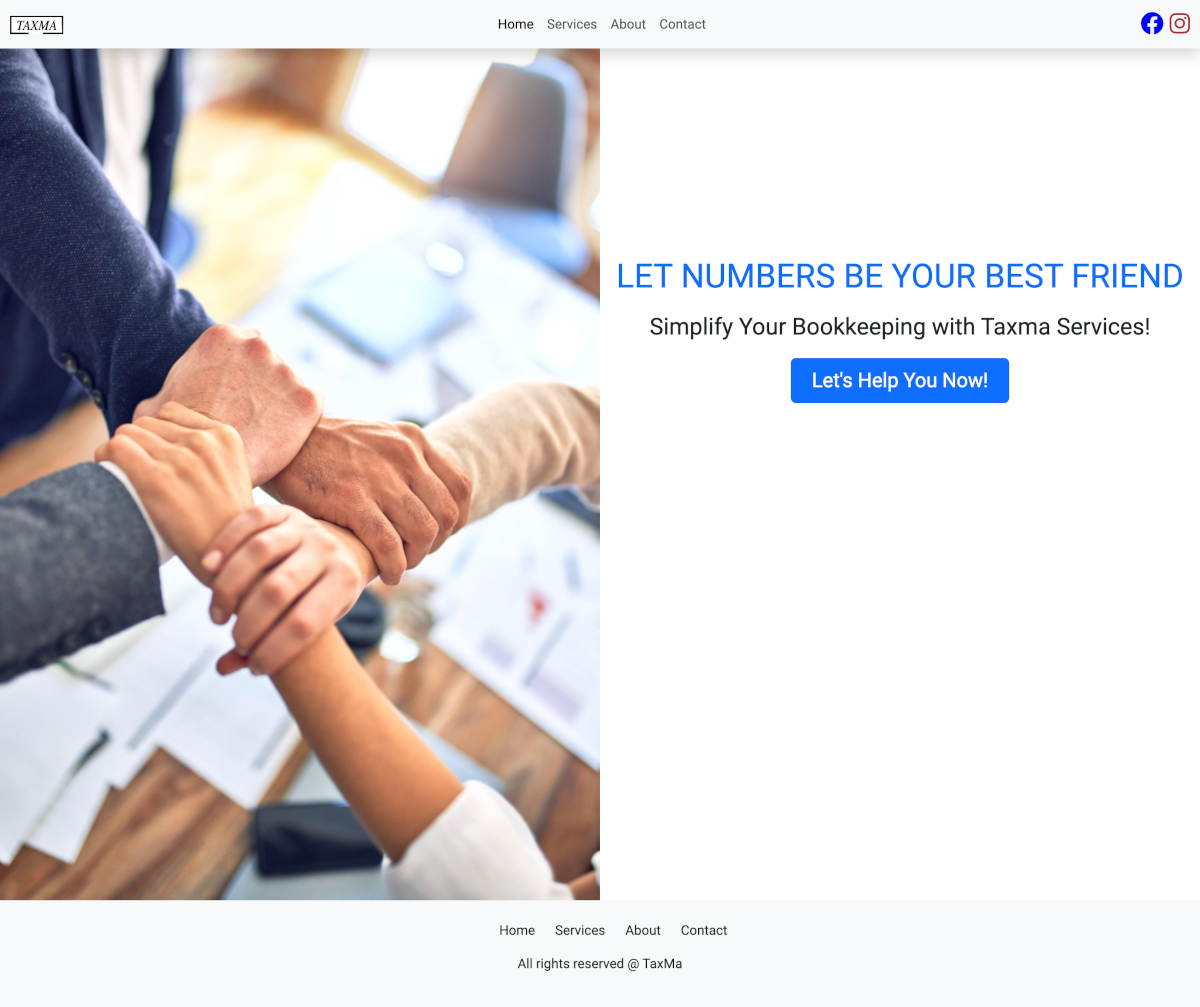 TAXMA
Home Services About Contact
LET NUMBERS BE YOUR BEST FRIEND
Simplify Your Bookkeeping with Taxma Services!
Let's Help You Now!
Home Services About Contact
All rights reserved @ TaxMa